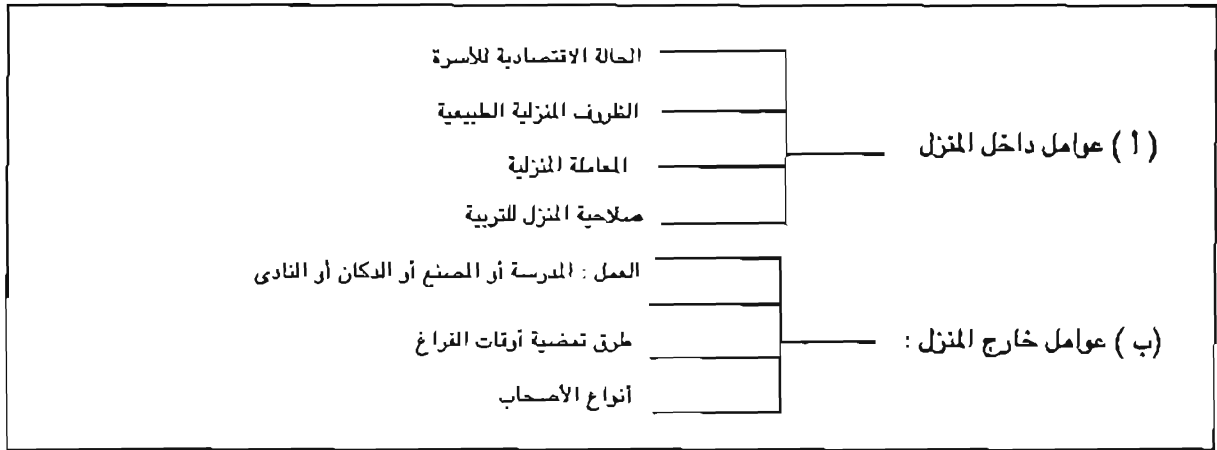 ( أ ) عوامل داخل المنزل
الحالة الاقتصادية للأسرة
الظروف المنزلية الطبيعية
المعاملة المنزلية
صلاحية المنزل للتربية
(ب ) عوامل خارج المنزل :
العمل : المدرسة أو المصنع أو الدكان أو النادى
طرق تمضية أوقات الفراغ
أنواع الأصحاب